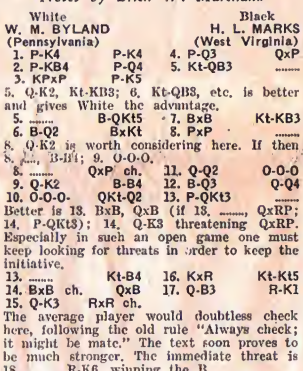 White Black
W. M. BYLAND H. L. MARKS
(Pennsylvania) (West Virginia)
1. P-K4 P-K4 4. P-Q3 QxP
2. P-KB4 P-Q4 5. Kt-QB3 ........
3. KPxP P-K5
5. Q-K2, Kt-KB3; 6. Kt-QB3, etc. is better
and gives White the advantage.
5. ........ B-QKt5 7. BxB Kt-KB3
6. B-Q2 BxKt 8. PxP ........
8. Q-K2 is worth considering here. If then
8. ...., B-Kt4; 9. O-O-O.
8. ........ QxP ch. 11. Q-Q2 O-O-O
9. Q-K2 B-B4 12. B-Q3 Q-Q4
10. O-O-O QKt-Q2 13. P-QKt3 ........
Better is 13. BxB, QxB (if 13. ......, QxRP:
14. P-QKt3); 14. Q-K3 threatening QxRP.
Especially in such an open game one must
keep looking for threats in order to keep the
initiative.
13. ........ Kt-B4 16. KxR Kt-Kt5
14. BxB ch. QxB 17. Q-B3 R-K1
15. Q-K3 RxR ch.
The average player would doubtless check
here, following the old rule "Always check;
it might be mate." The text soon proves to
be much stronger. The immediate threat is
18. ........ R-K6, winning the B.